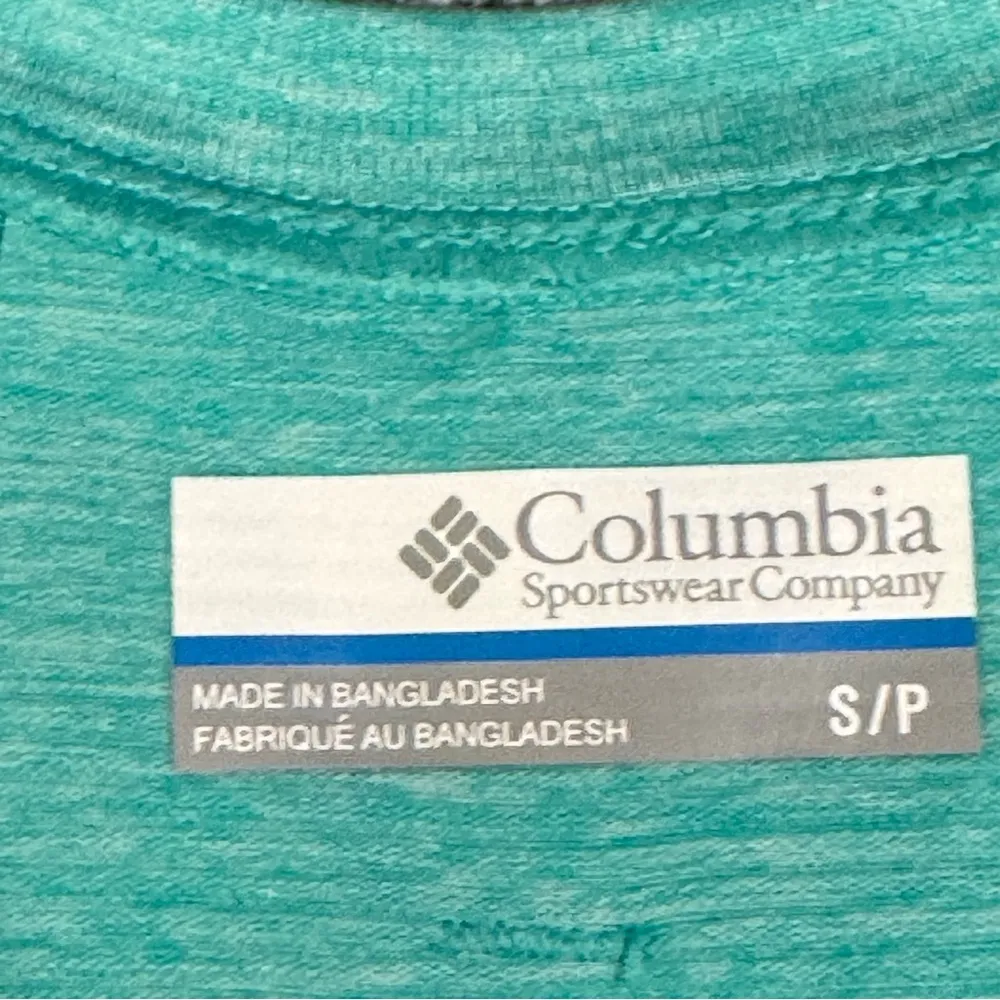 Columbia
Sportswear Company
MADE IN BANGLADESH
FABRIQUÉ AU BANGLADESH
S/P